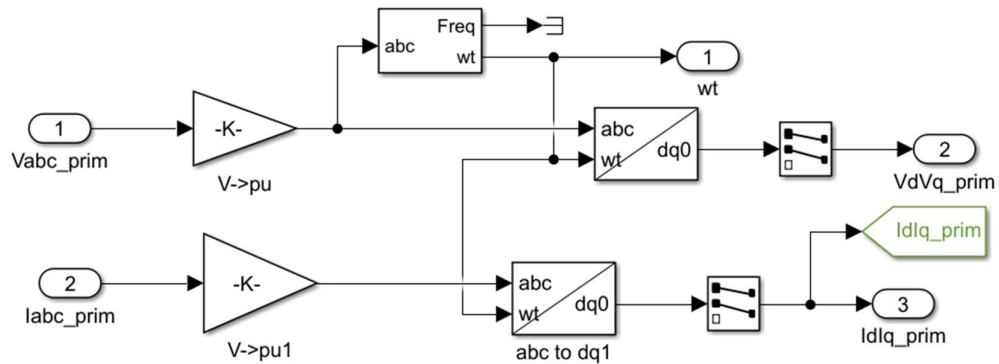 Freq
abc
wt
1
wt
1
-K-
abc
wt
dq0
2
Vabc_prim
V->pu
VdVq_prim
IdIq_prim
2
-K-
abc
wt
dq0
3
Iabc_prim
IdIq_prim
V->pu1
abc to dq1